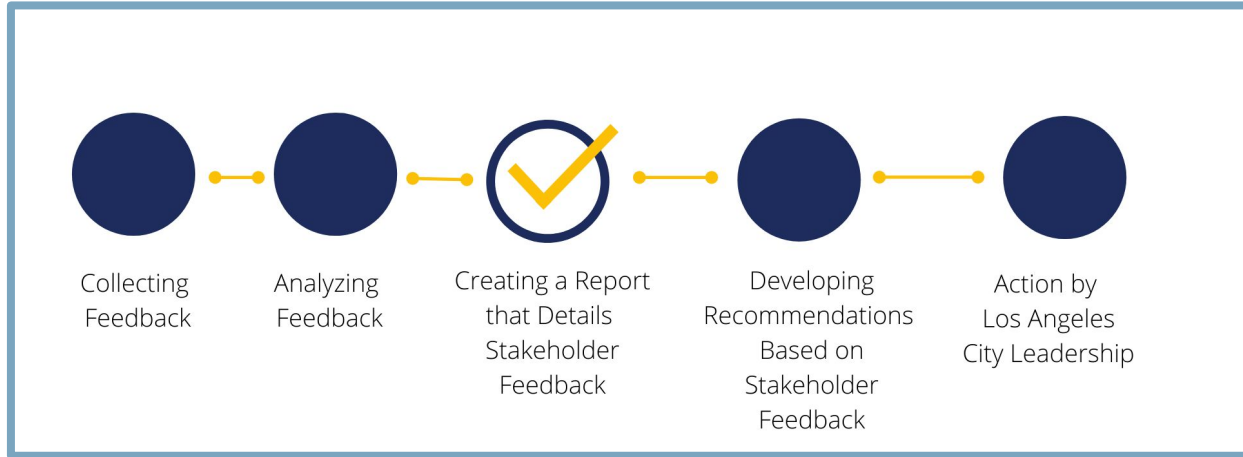 Collecting
Feedback
Analyzing
Feedback
Creating a Report
that Details
Stakeholder
Feedback
Developing
Recommendations
Based on
Stakeholder
Feedback
Action by
Los Angeles
City Leadership